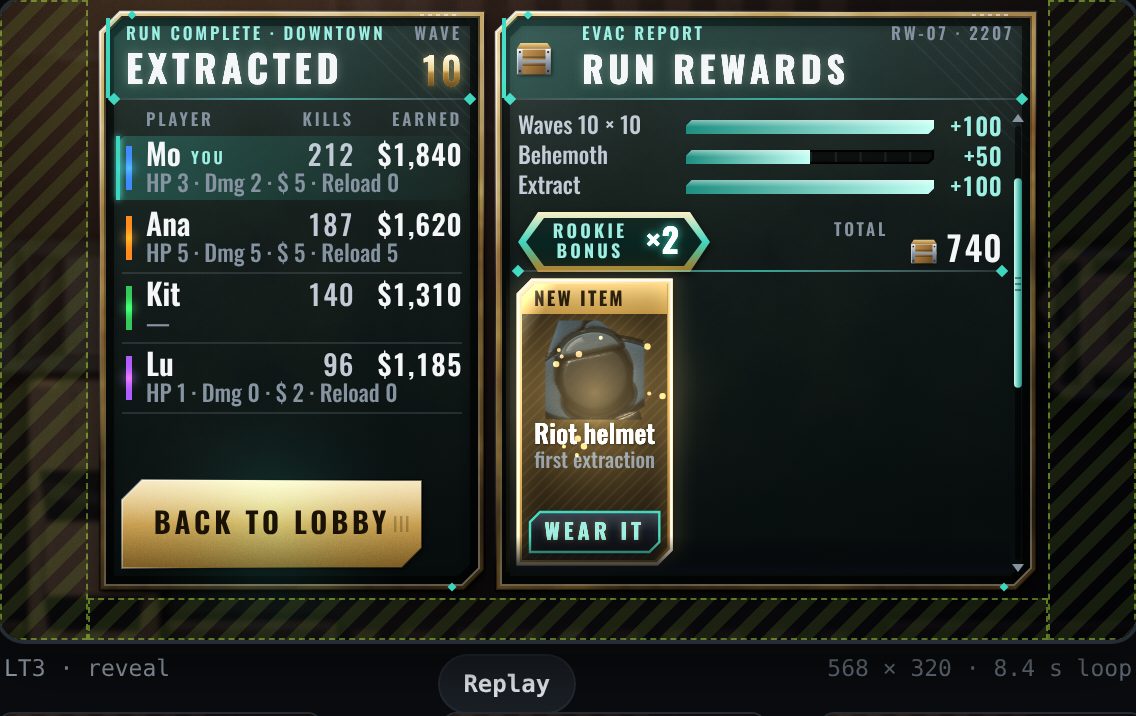 RUN COMPLETE · DOWNTOWN WAVE
EXTRACTED 10
PLAYER KILLS EARNED
Mo YOU 212 $1,840
HP 3 · Dmg 2 · $ 5 · Reload 0
Ana 187 $1,620
HP 5 · Dmg 5 · $ 5 · Reload 5
Kit 140 $1,310
—
Lu 96 $1,185
HP 1 · Dmg 0 · $ 2 · Reload 0
BACK TO LOBBY
EVAC REPORT RW-07 · 2207
RUN REWARDS
Waves 10 × 10 +100
Behemoth +50
Extract +100
ROOKIE
BONUS ×2
TOTAL
740
NEW ITEM
Riot helmet
first extraction
WEAR IT
LT3 · reveal
Replay
568 × 320 · 8.4 s loop